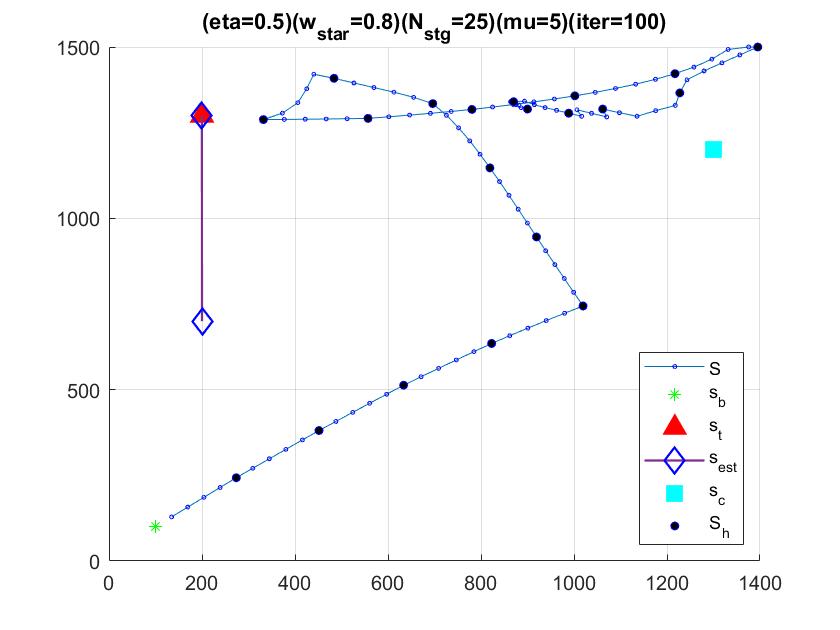 (eta=0.5)(w_star=0.8)(N_stg=25)(mu=5)(iter=100)
1500
1000
500
0
0 200 400 600 800 1000 1200 1400
S
s_b
s_t
s_est
s_c
S_h